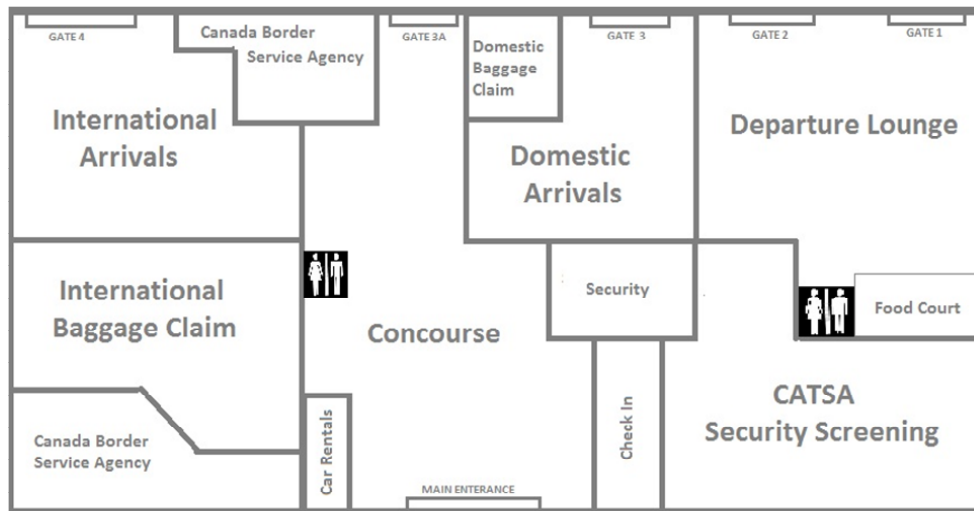 GATE 4
Canada Border
Service Agency
GATE 3A
Domestic
Baggage
Claim
GATE 3
GATE 2
GATE 1
International
Arrivals
Domestic
Arrivals
Departure Lounge
International
Baggage Claim
Security
Food Court
Concourse
Canada Border
Service Agency
Car Rentals
MAIN ENTERANCE
Check In
CATSA
Security Screening